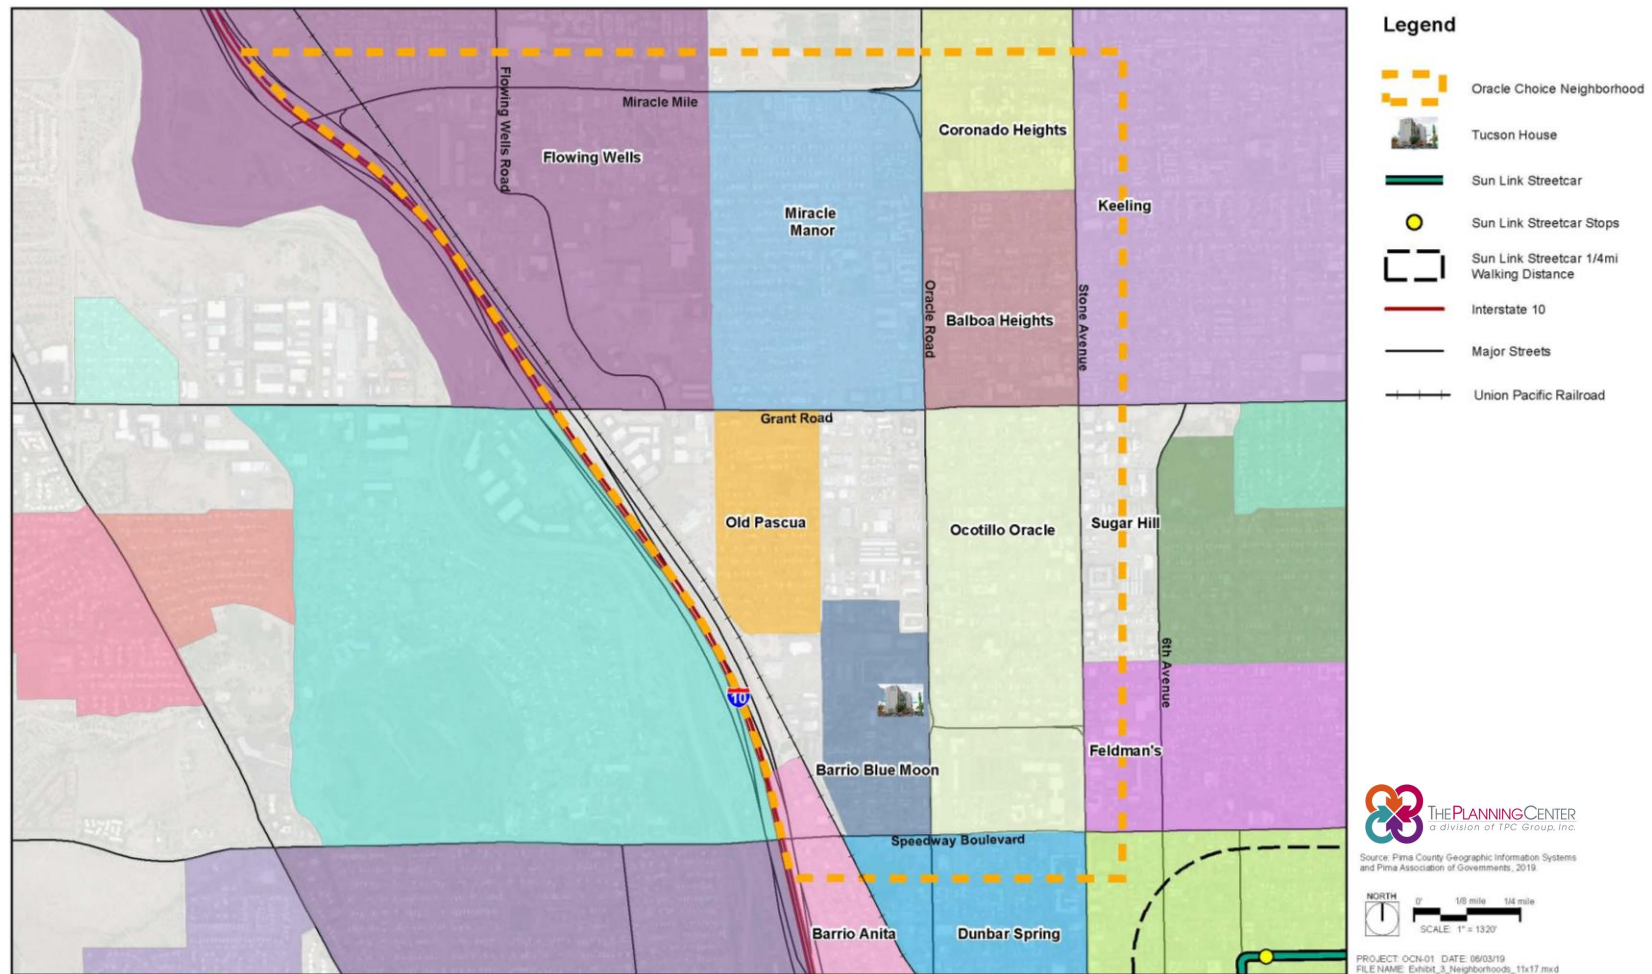 Flowing Wells Road
Miracle Mile
Flowing Wells
Miracle
Manor
Coronado Heights
Keeling
Oracle Road
Balboa Heights
Stone Avenue
Grant Road
Old Pascua
Ocotillo Oracle
Sugar Hill
6th Avenue
10
Feldman's
Barrio Blue Moon
Speedway Boulevard
Barrio Anita
Dunbar Spring
Legend
Oracle Choice Neighborhood
Tucson House
Sun Link Streetcar
Sun Link Streetcar Stops
Sun Link Streetcar 1/4mi
Walking Distance
Interstate 10
Major Streets
Union Pacific Railroad
THE PLANNING CENTER
a division of TPC Group, Inc.
Source: Pima County Geographic Information Systems
and Pima Association of Governments, 2019.
NORTH
0' 1/8 mile 1/4 mile
SCALE: 1" = 1320'
PROJECT: OCN-01 DATE: 06/03/19
FILE NAME: Exhibit_3_Neighborhoods_11x17.mxd